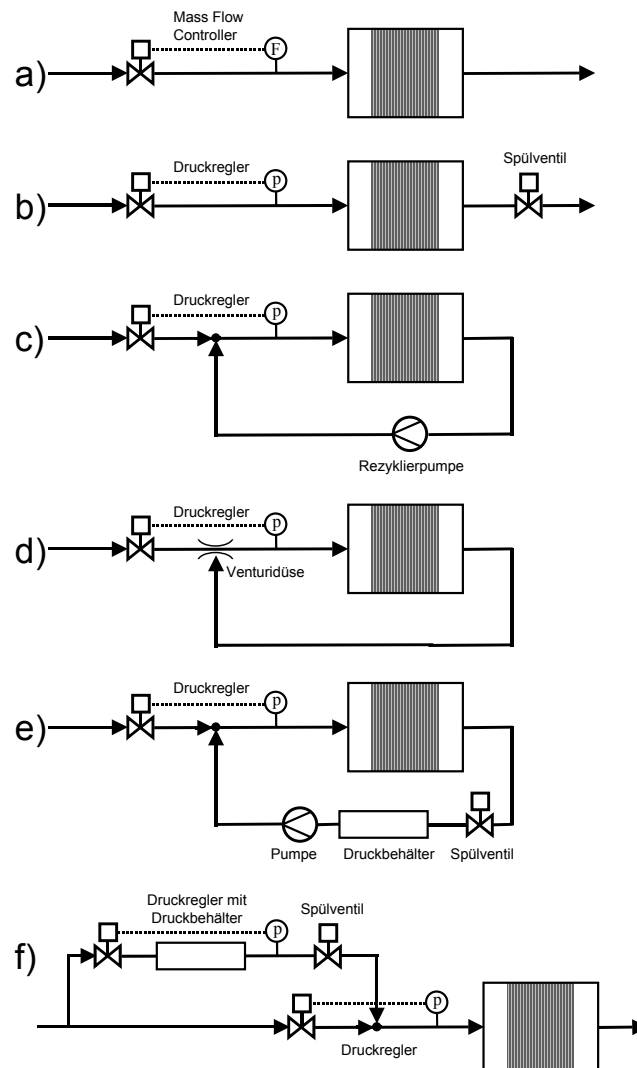 Mass Flow
Controller
F
a)
Druckregler
Spülventil
p
b)
Druckregler
p
c)
Rezyklierpumpe
Druckregler
p
d)
Venturidüse
Druckregler
p
e)
Pumpe
Druckbehälter
Spülventil
Druckregler mit
Druckbehälter
Spülventil
p
f)
p
Druckregler